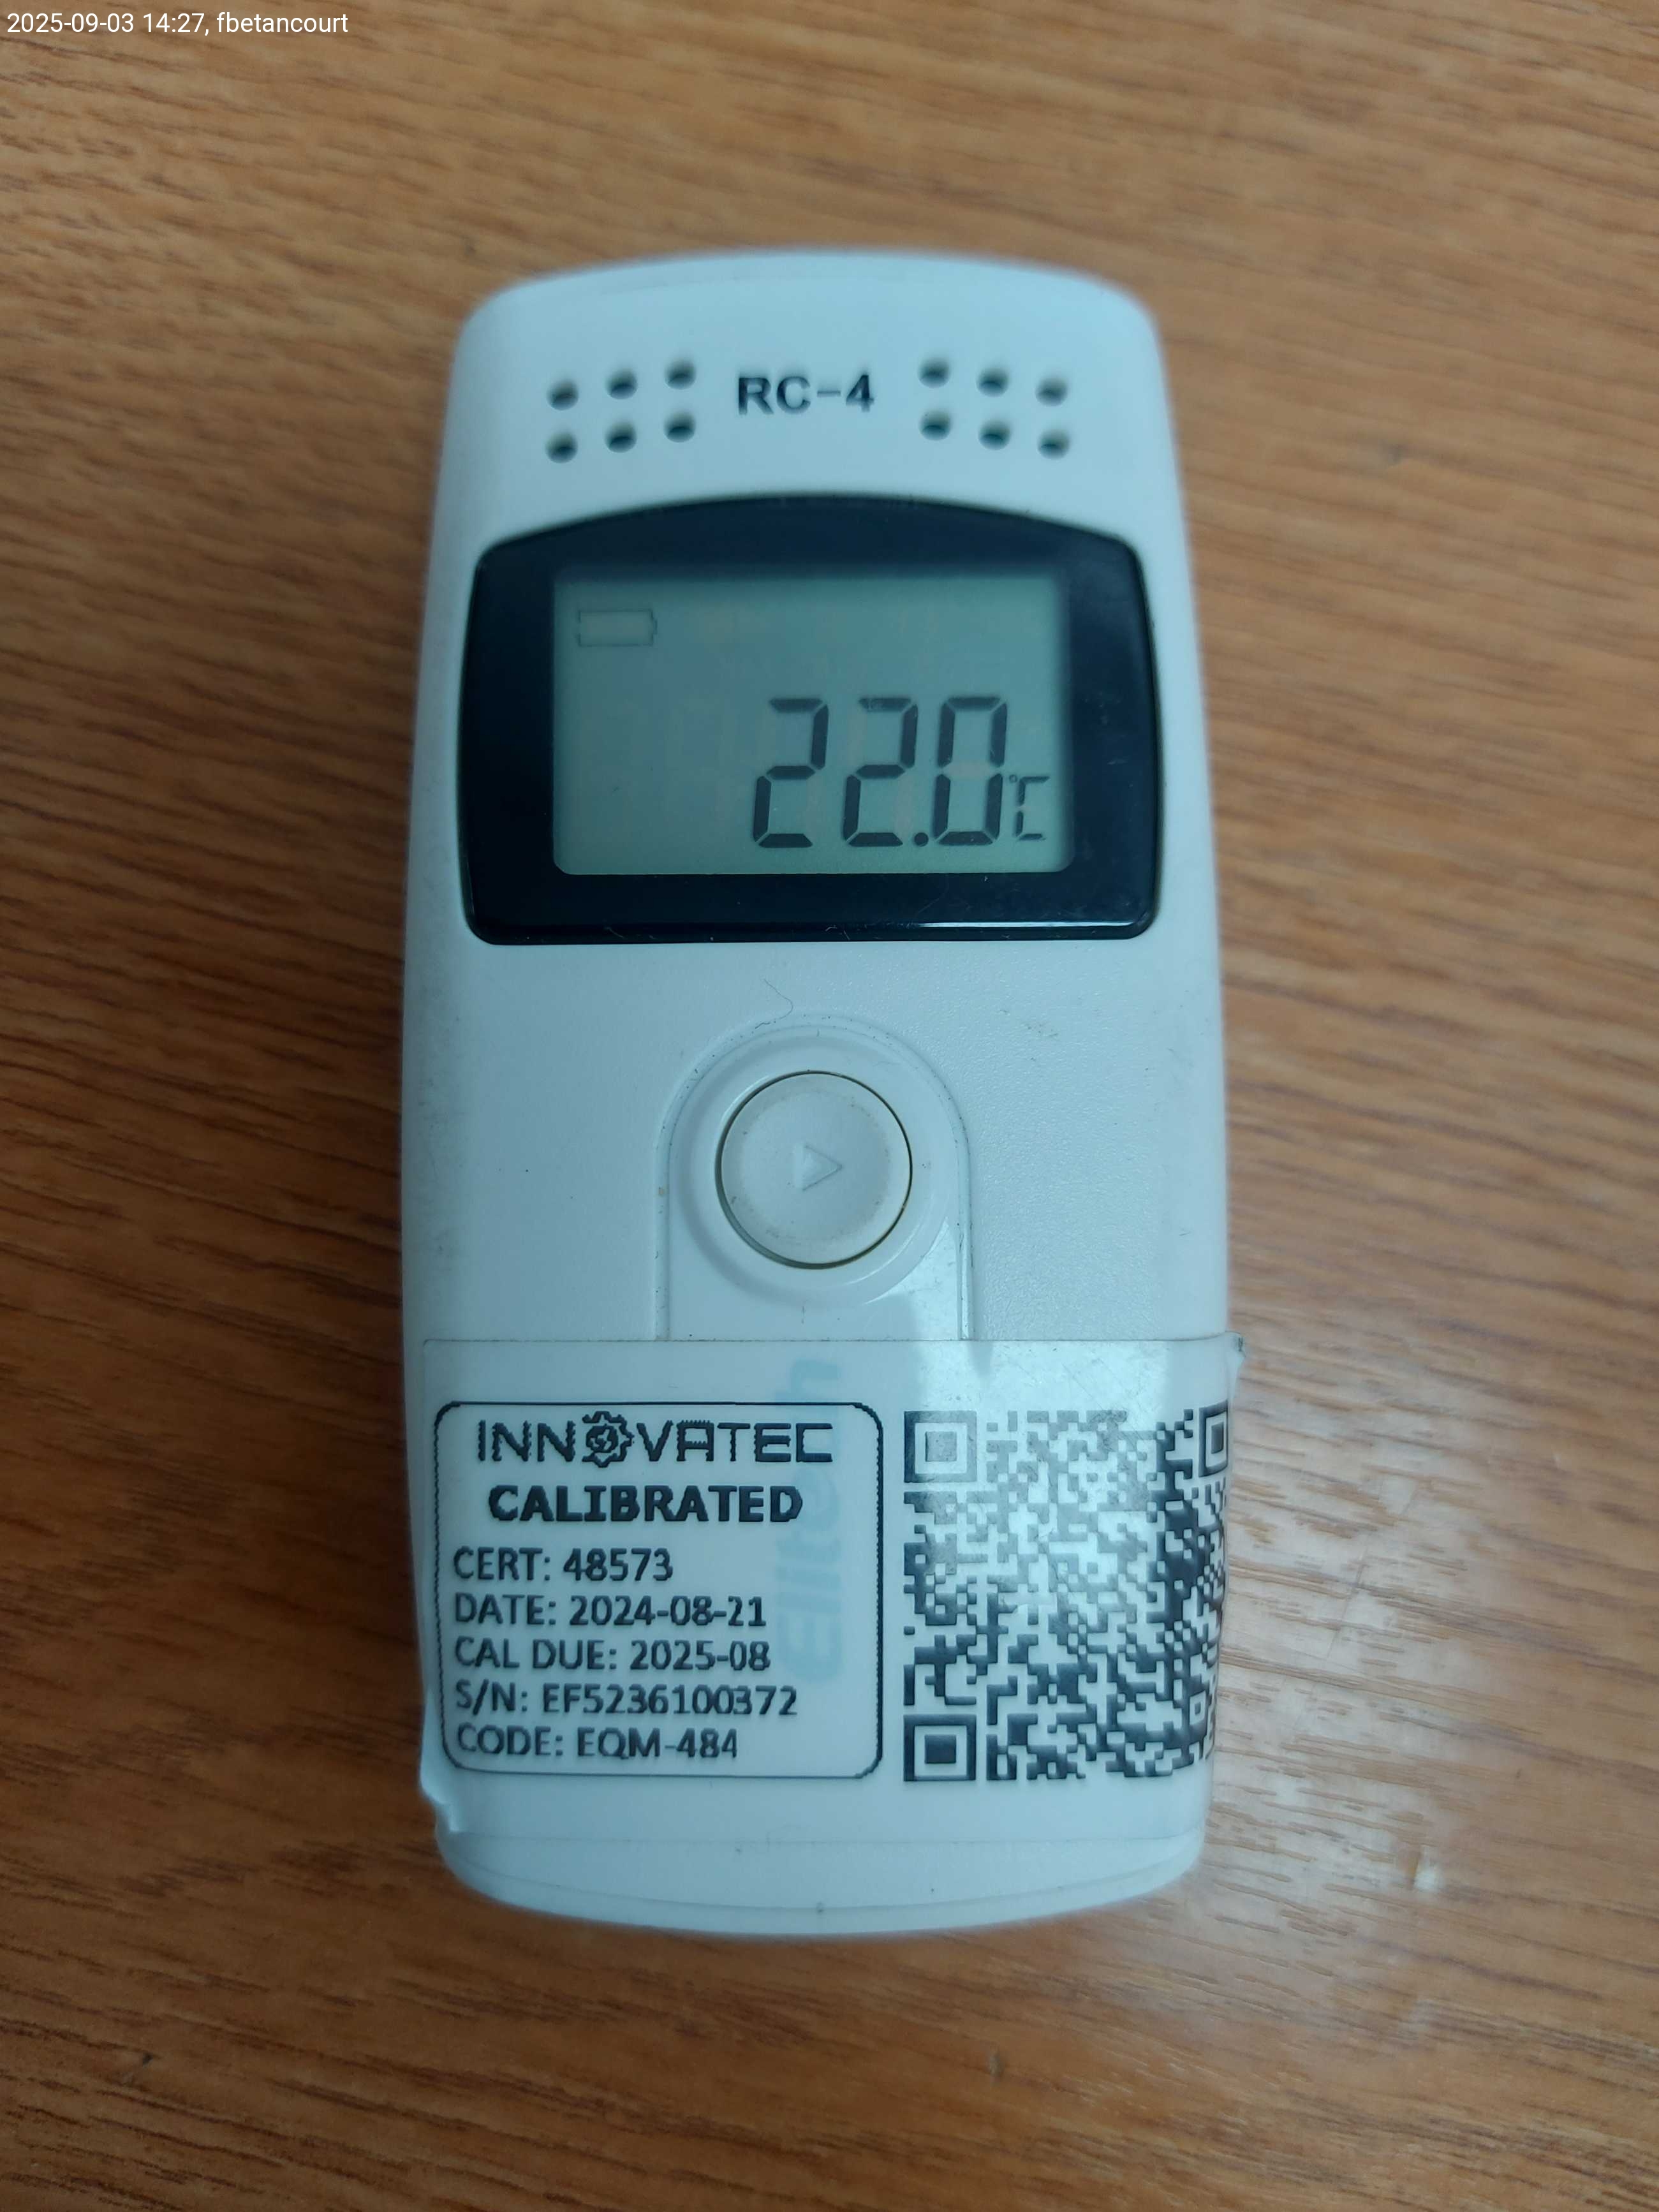 2025-09-03 14:27, fbetancourt
RC-4
22.0℃
INNOVATEC
CALIBRATED
CERT: 48573
DATE: 2024-08-21
CAL DUE: 2025-08
S/N: EF5236100372
CODE: EQM-484
Elitech